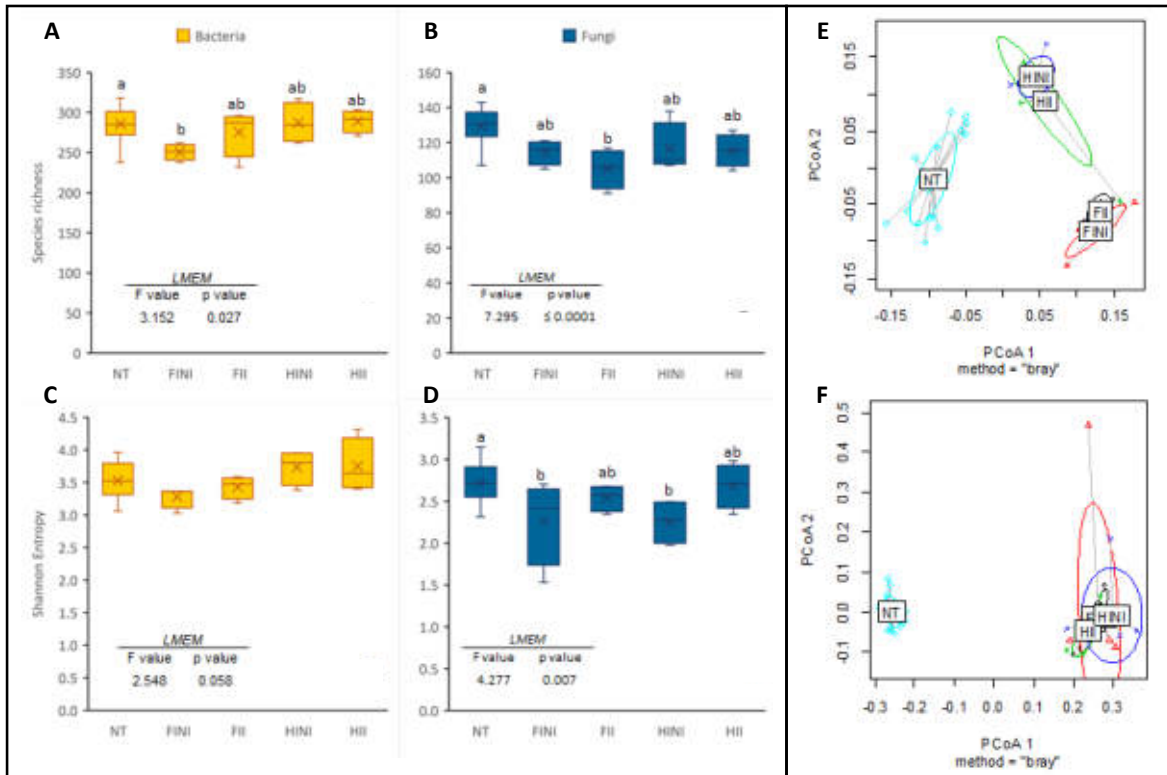 A
Bacteria
Species richness
350
300
250
200
150
100
50
0
a
b
ab
ab
ab
LMEM
F value p value
3.152 0.027
NT FINI FII HINI HII
B
Fungi
160
140
120
100
80
60
40
20
0
a
ab
b
ab
ab
LMEM
F value p value
7.295 ≤ 0.0001
NT FINI FII HINI HII
C
Shannon Entropy
4.5
4.0
3.5
3.0
2.5
2.0
1.5
1.0
0.5
0.0
LMEM
F value p value
2.548 0.058
NT FINI FII HINI HII
D
3.5
3.0
2.5
2.0
1.5
1.0
0.5
0.0
a
b
ab
b
ab
LMEM
F value p value
4.277 0.007
NT FINI FII HINI HII
E
PCoA 2
0.15
0.05
-0.05
-0.15
HINI
HII
NT
FII
FINI
-0.15 -0.05 0.05 0.15
PCoA 1
method = "bray"
F
PCoA 2
0.5
0.4
0.3
0.2
0.1
0.0
-0.1
NT
HINI
HII
-0.3 -0.2 -0.1 0.0 0.1 0.2 0.3
PCoA 1
method = "bray"